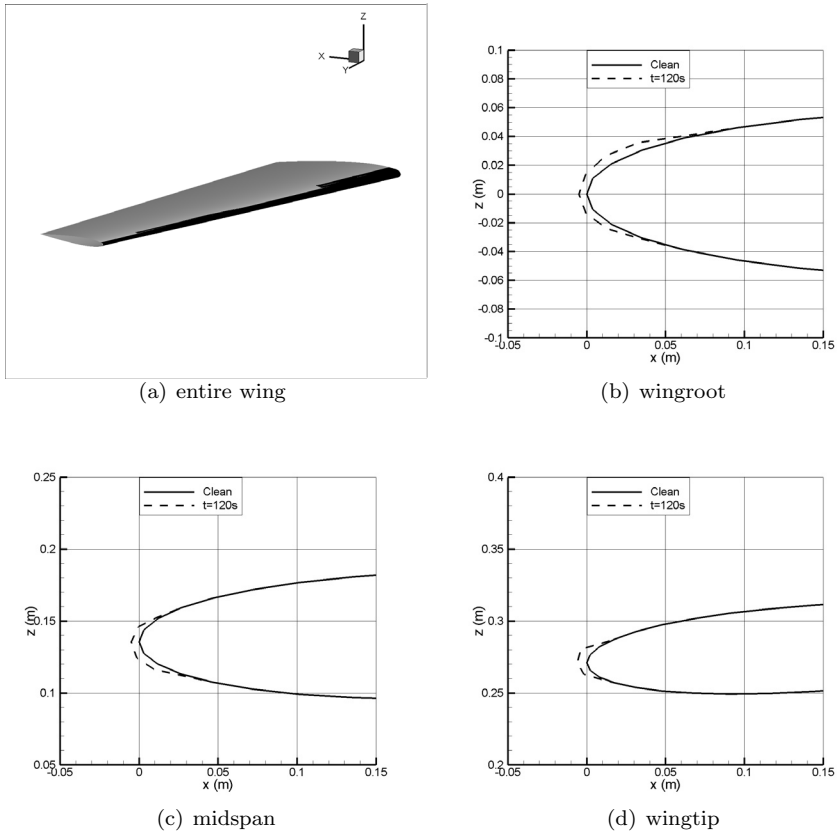 Z
X
Y
(a) entire wing
Clean
t=120s
0.1
0.08
0.06
0.04
0.02
0
-0.02
-0.04
-0.06
-0.08
-0.1
z (m)
-0.05 0 0.05 0.1 0.15
x (m)
(b) wingroot
Clean
t=120s
0.25
0.2
0.15
0.1
0.05
z (m)
-0.05 0 0.05 0.1 0.15
x (m)
(c) midspan
Clean
t=120s
0.4
0.35
0.3
0.25
0.2
z (m)
-0.05 0 0.05 0.1 0.15
x (m)
(d) wingtip